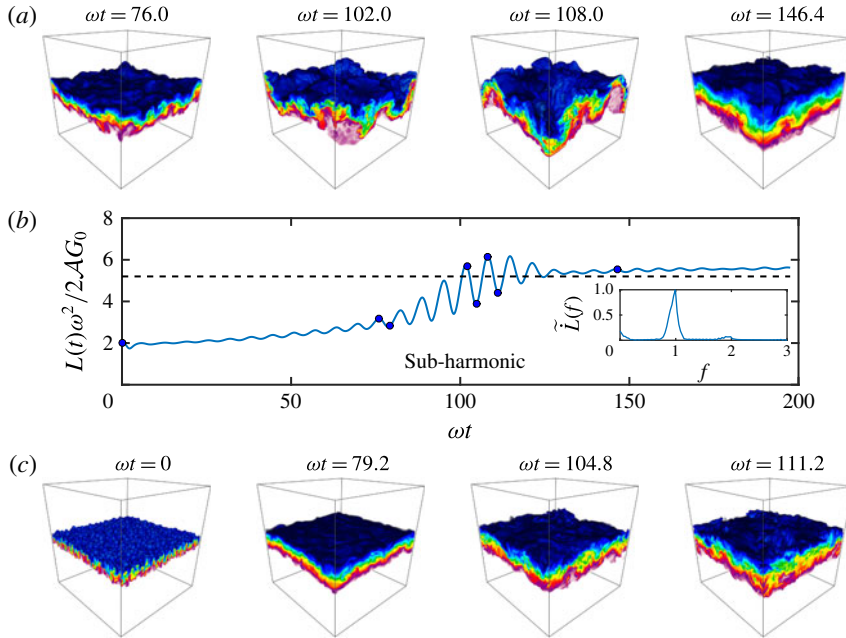 (a) ωt = 76.0 ωt = 102.0 ωt = 108.0 ωt = 146.4
(b)
L(t)ω²/2𝒜G₀
8
6
4
2
0 50 100 150 200
ωt
Sub-harmonic
L̃(f)
1.0
0.5
0 1 2 3
f
(c) ωt = 0 ωt = 79.2 ωt = 104.8 ωt = 111.2